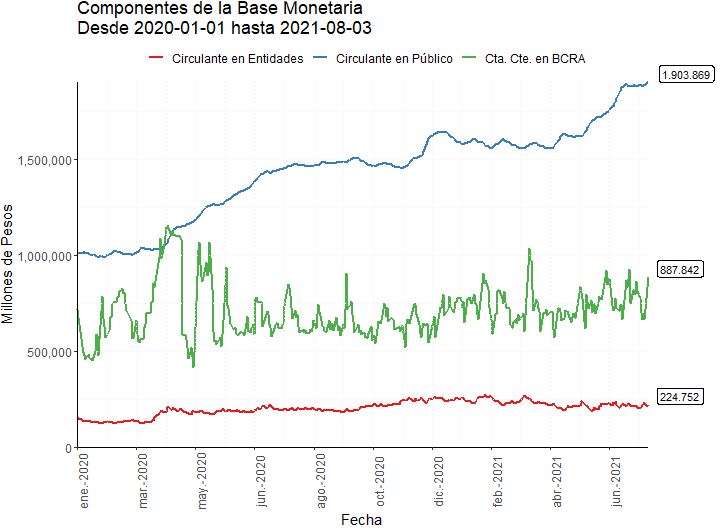 Componentes de la Base Monetaria
Desde 2020-01-01 hasta 2021-08-03
Circulante en Entidades Circulante en Público Cta. Cte. en BCRA
1.903.869
1,500,000
1,000,000
887.842
500,000
224.752
0
Millones de Pesos
ene.-2020 mar.-2020 may.-2020 jun.-2020 ago.-2020 oct.-2020 dic.-2020 feb.-2021 abr.-2021 jun.-2021
Fecha